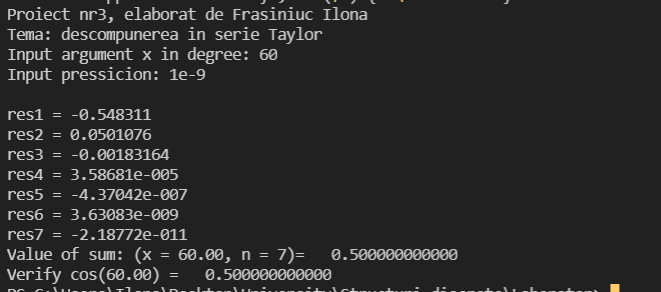 Proiect nr3, elaborat de Frasiniuc Ilona
Tema: descompunerea in serie Taylor
Input argument x in degree: 60
Input pressicion: 1e-9
res1 = -0.548311
res2 = 0.0501076
res3 = -0.00183164
res4 = 3.58681e-005
res5 = -4.37042e-007
res6 = 3.63083e-009
res7 = -2.18772e-011
Value of sum: (x = 60.00, n = 7)=   0.500000000000
Verify cos(60.00) =   0.500000000000